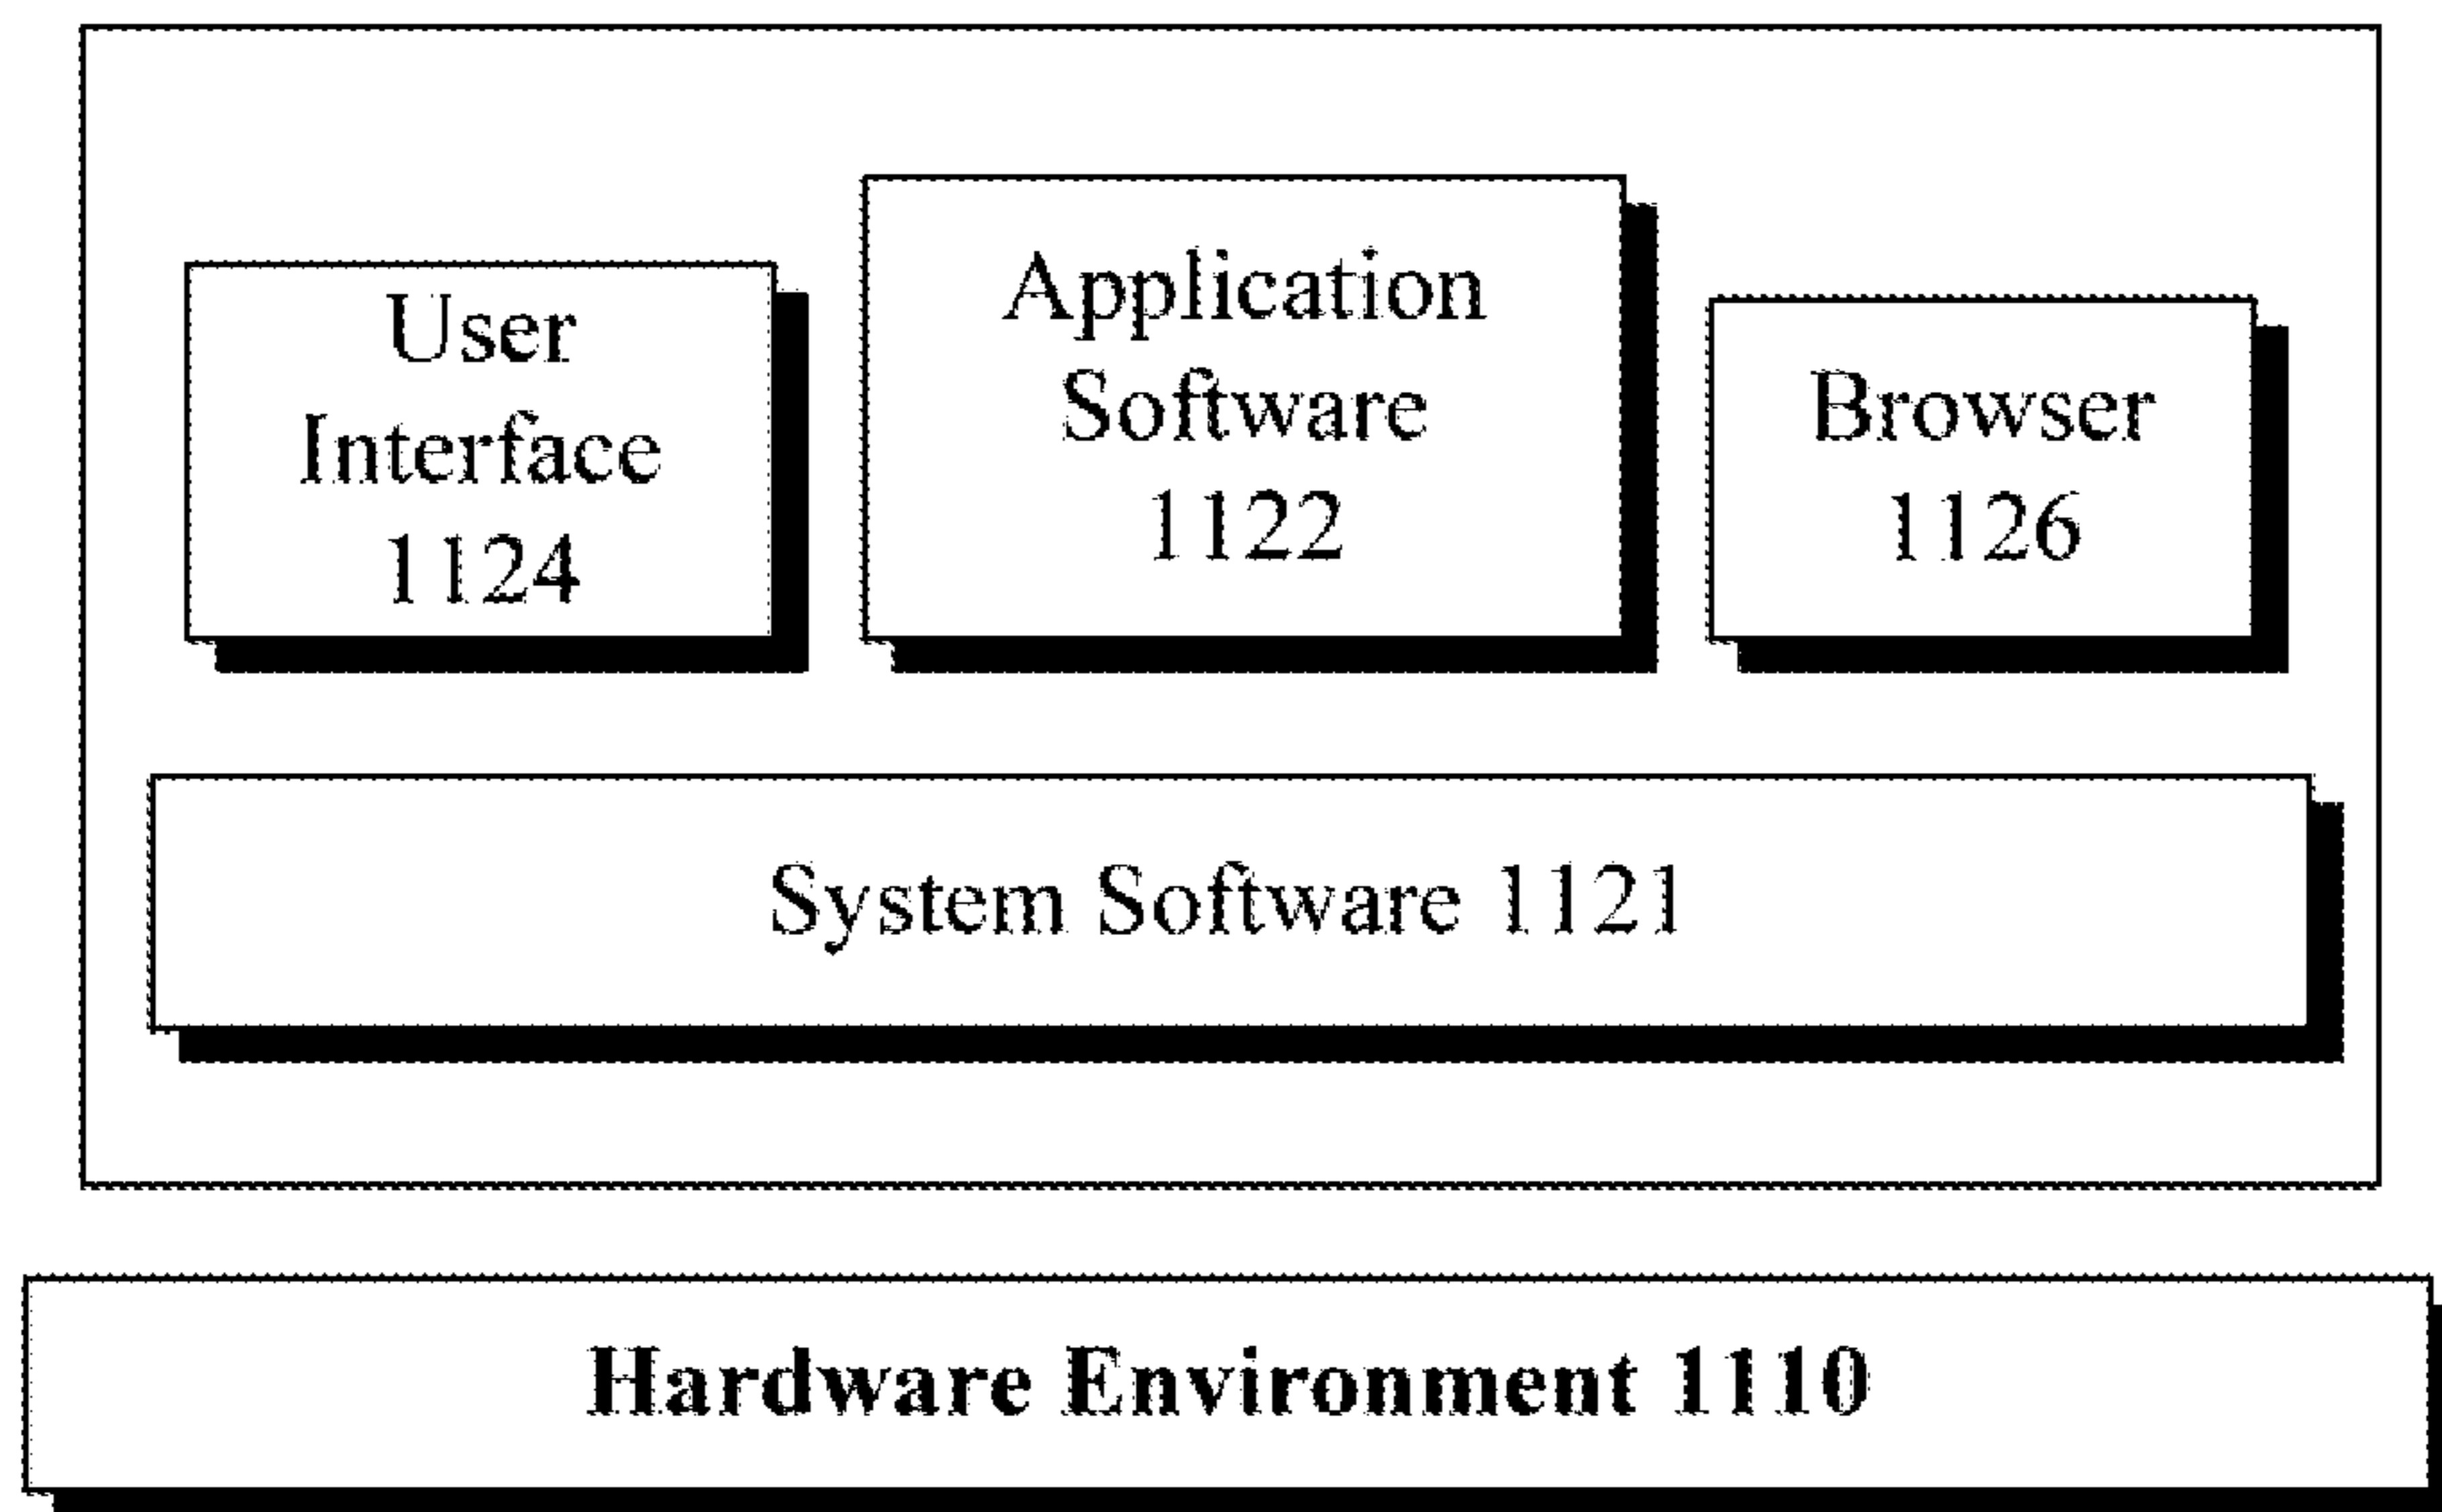 User
Interface
1124
Application
Software
1122
Browser
1126
System Software 1121
Hardware Environment 1110